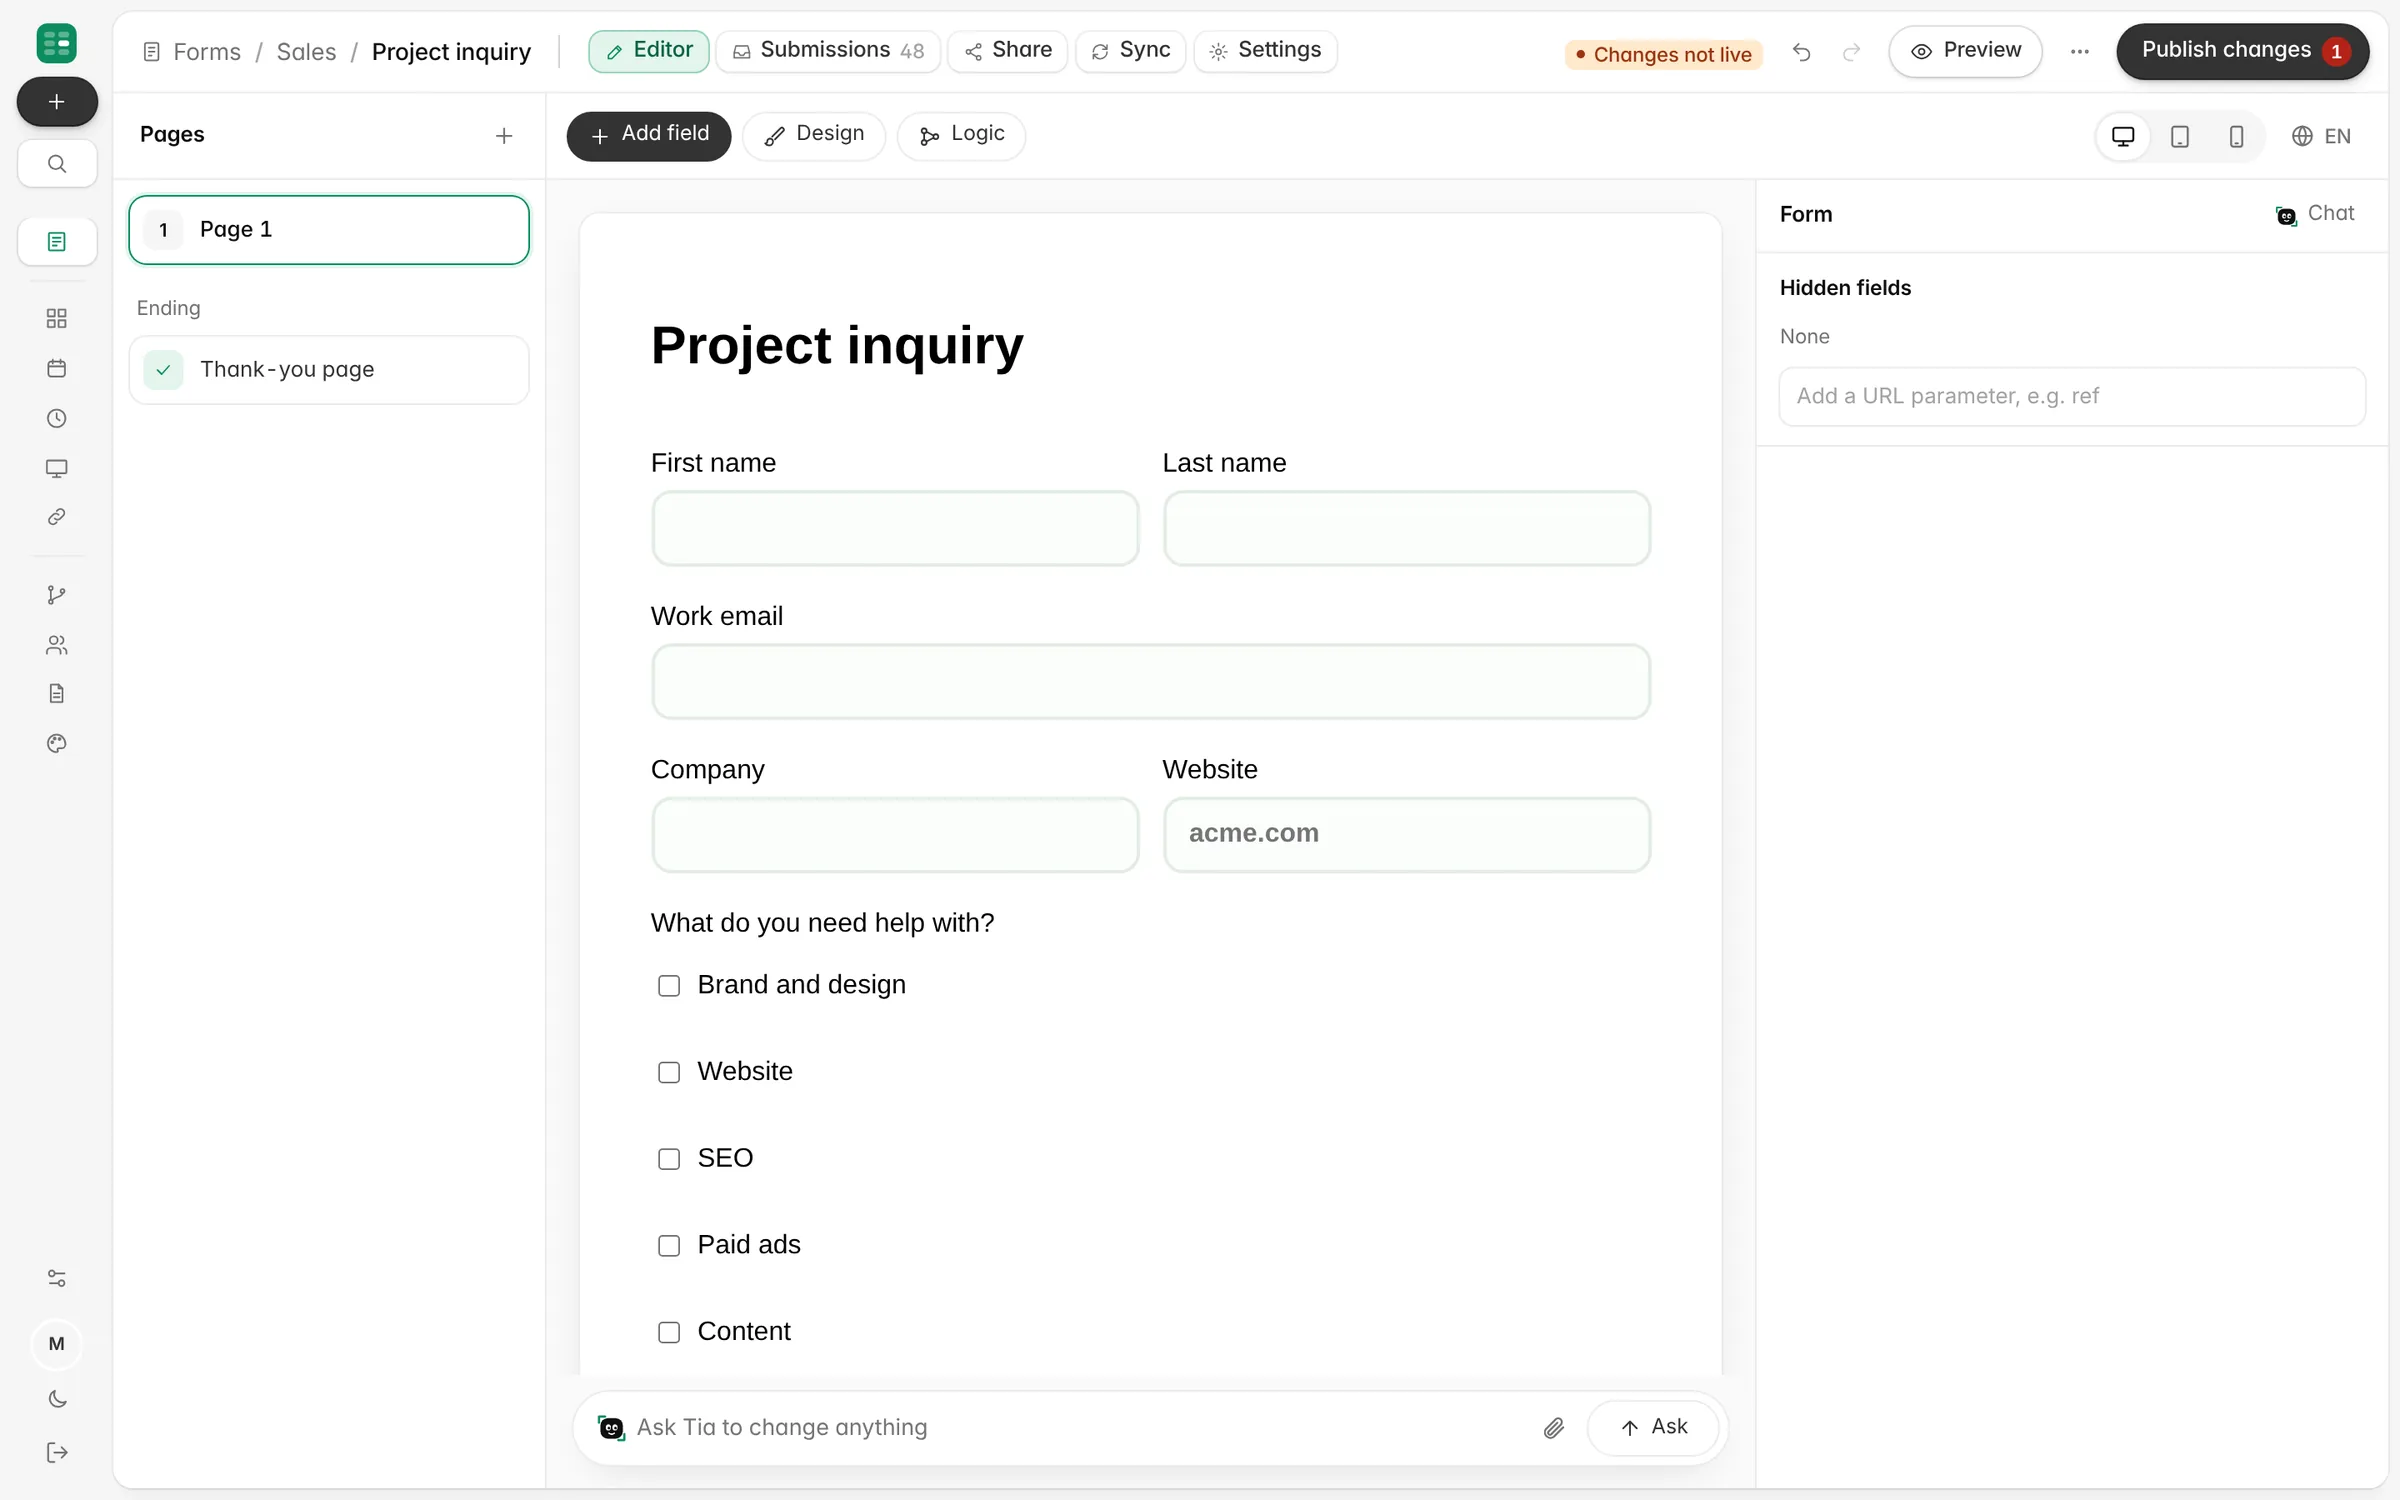 Forms / Sales / Project inquiry
Editor
Submissions 48
Share
Sync
Settings
Changes not live
Preview
Publish changes 1
Pages
Add field
Design
Logic
EN
1 Page 1
Ending
Thank-you page
Project inquiry
First name
Last name
Work email
Company
Website
acme.com
What do you need help with?
Brand and design
Website
SEO
Paid ads
Content
Ask Tia to change anything
Ask
Form
Chat
Hidden fields
None
Add a URL parameter, e.g. ref
M